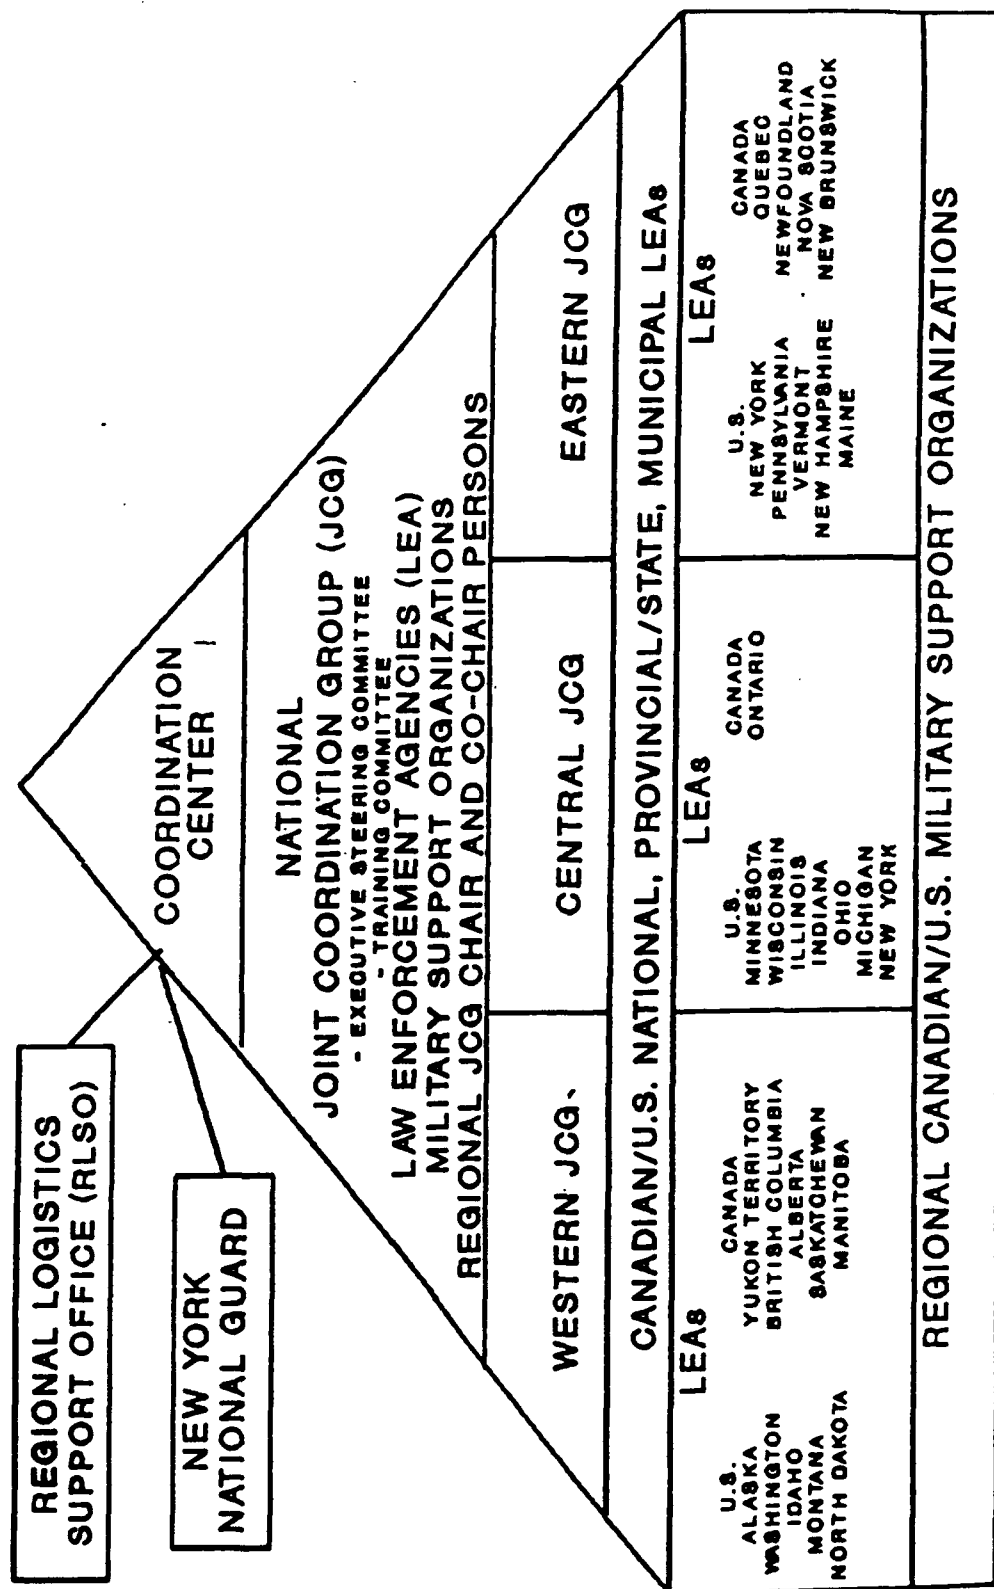 REGIONAL LOGISTICS
SUPPORT OFFICE (RLSO)
NEW YORK
NATIONAL GUARD
COORDINATION
CENTER
NATIONAL
JOINT COORDINATION GROUP (JCG)
- EXECUTIVE STEERING COMMITTEE
- TRAINING COMMITTEE
LAW ENFORCEMENT AGENCIES (LEA)
MILITARY SUPPORT ORGANIZATIONS
REGIONAL JCG CHAIR AND CO-CHAIR PERSONS
WESTERN JCG
CENTRAL JCG
EASTERN JCG
CANADIAN/U.S. NATIONAL, PROVINCIAL/STATE, MUNICIPAL LEAs
LEAs
U.S.
ALASKA
WASHINGTON
IDAHO
MONTANA
NORTH DAKOTA
CANADA
YUKON TERRITORY
BRITISH COLUMBIA
ALBERTA
SASKATCHEWAN
MANITOBA
LEAs
U.S.
MINNESOTA
WISCONSIN
ILLINOIS
INDIANA
OHIO
MICHIGAN
NEW YORK
CANADA
ONTARIO
LEAs
U.S.
NEW YORK
PENNSYLVANIA
VERMONT
NEW HAMPSHIRE
MAINE
CANADA
QUEBEC
NEWFOUNDLAND
NOVA SCOTIA
NEW BRUNSWICK
REGIONAL CANADIAN/U.S. MILITARY SUPPORT ORGANIZATIONS